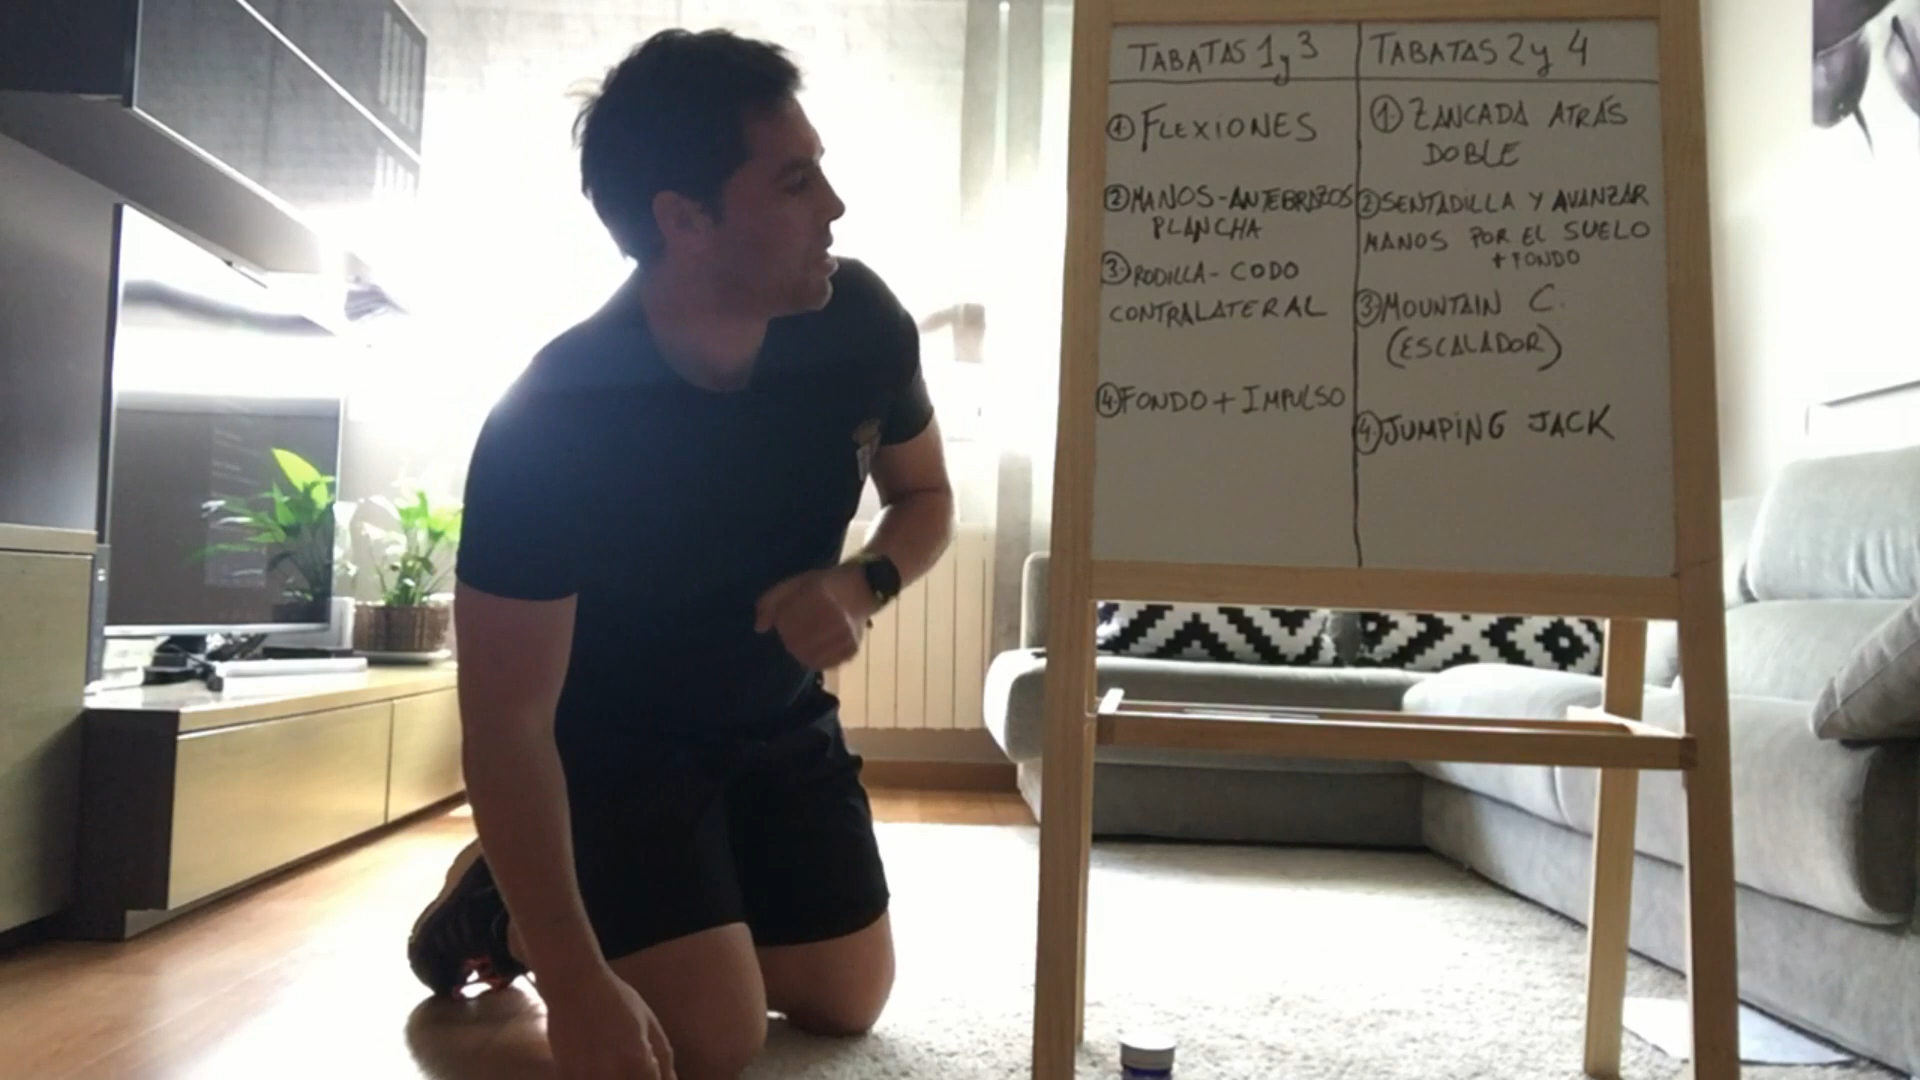 TABATAS 1 y 3
① FLEXIONES
② MANOS-ANTEBRAZOS
PLANCHA
③ RODILLA-CODO
CONTRALATERAL
④ FONDO + IMPULSO
TABATAS 2 y 4
① ZANCADA ATRÁS
DOBLE
② SENTADILLA Y AVANZAR
MANOS POR EL SUELO
+ FONDO
③ MOUNTAIN C.
(ESCALADOR)
④ JUMPING JACK